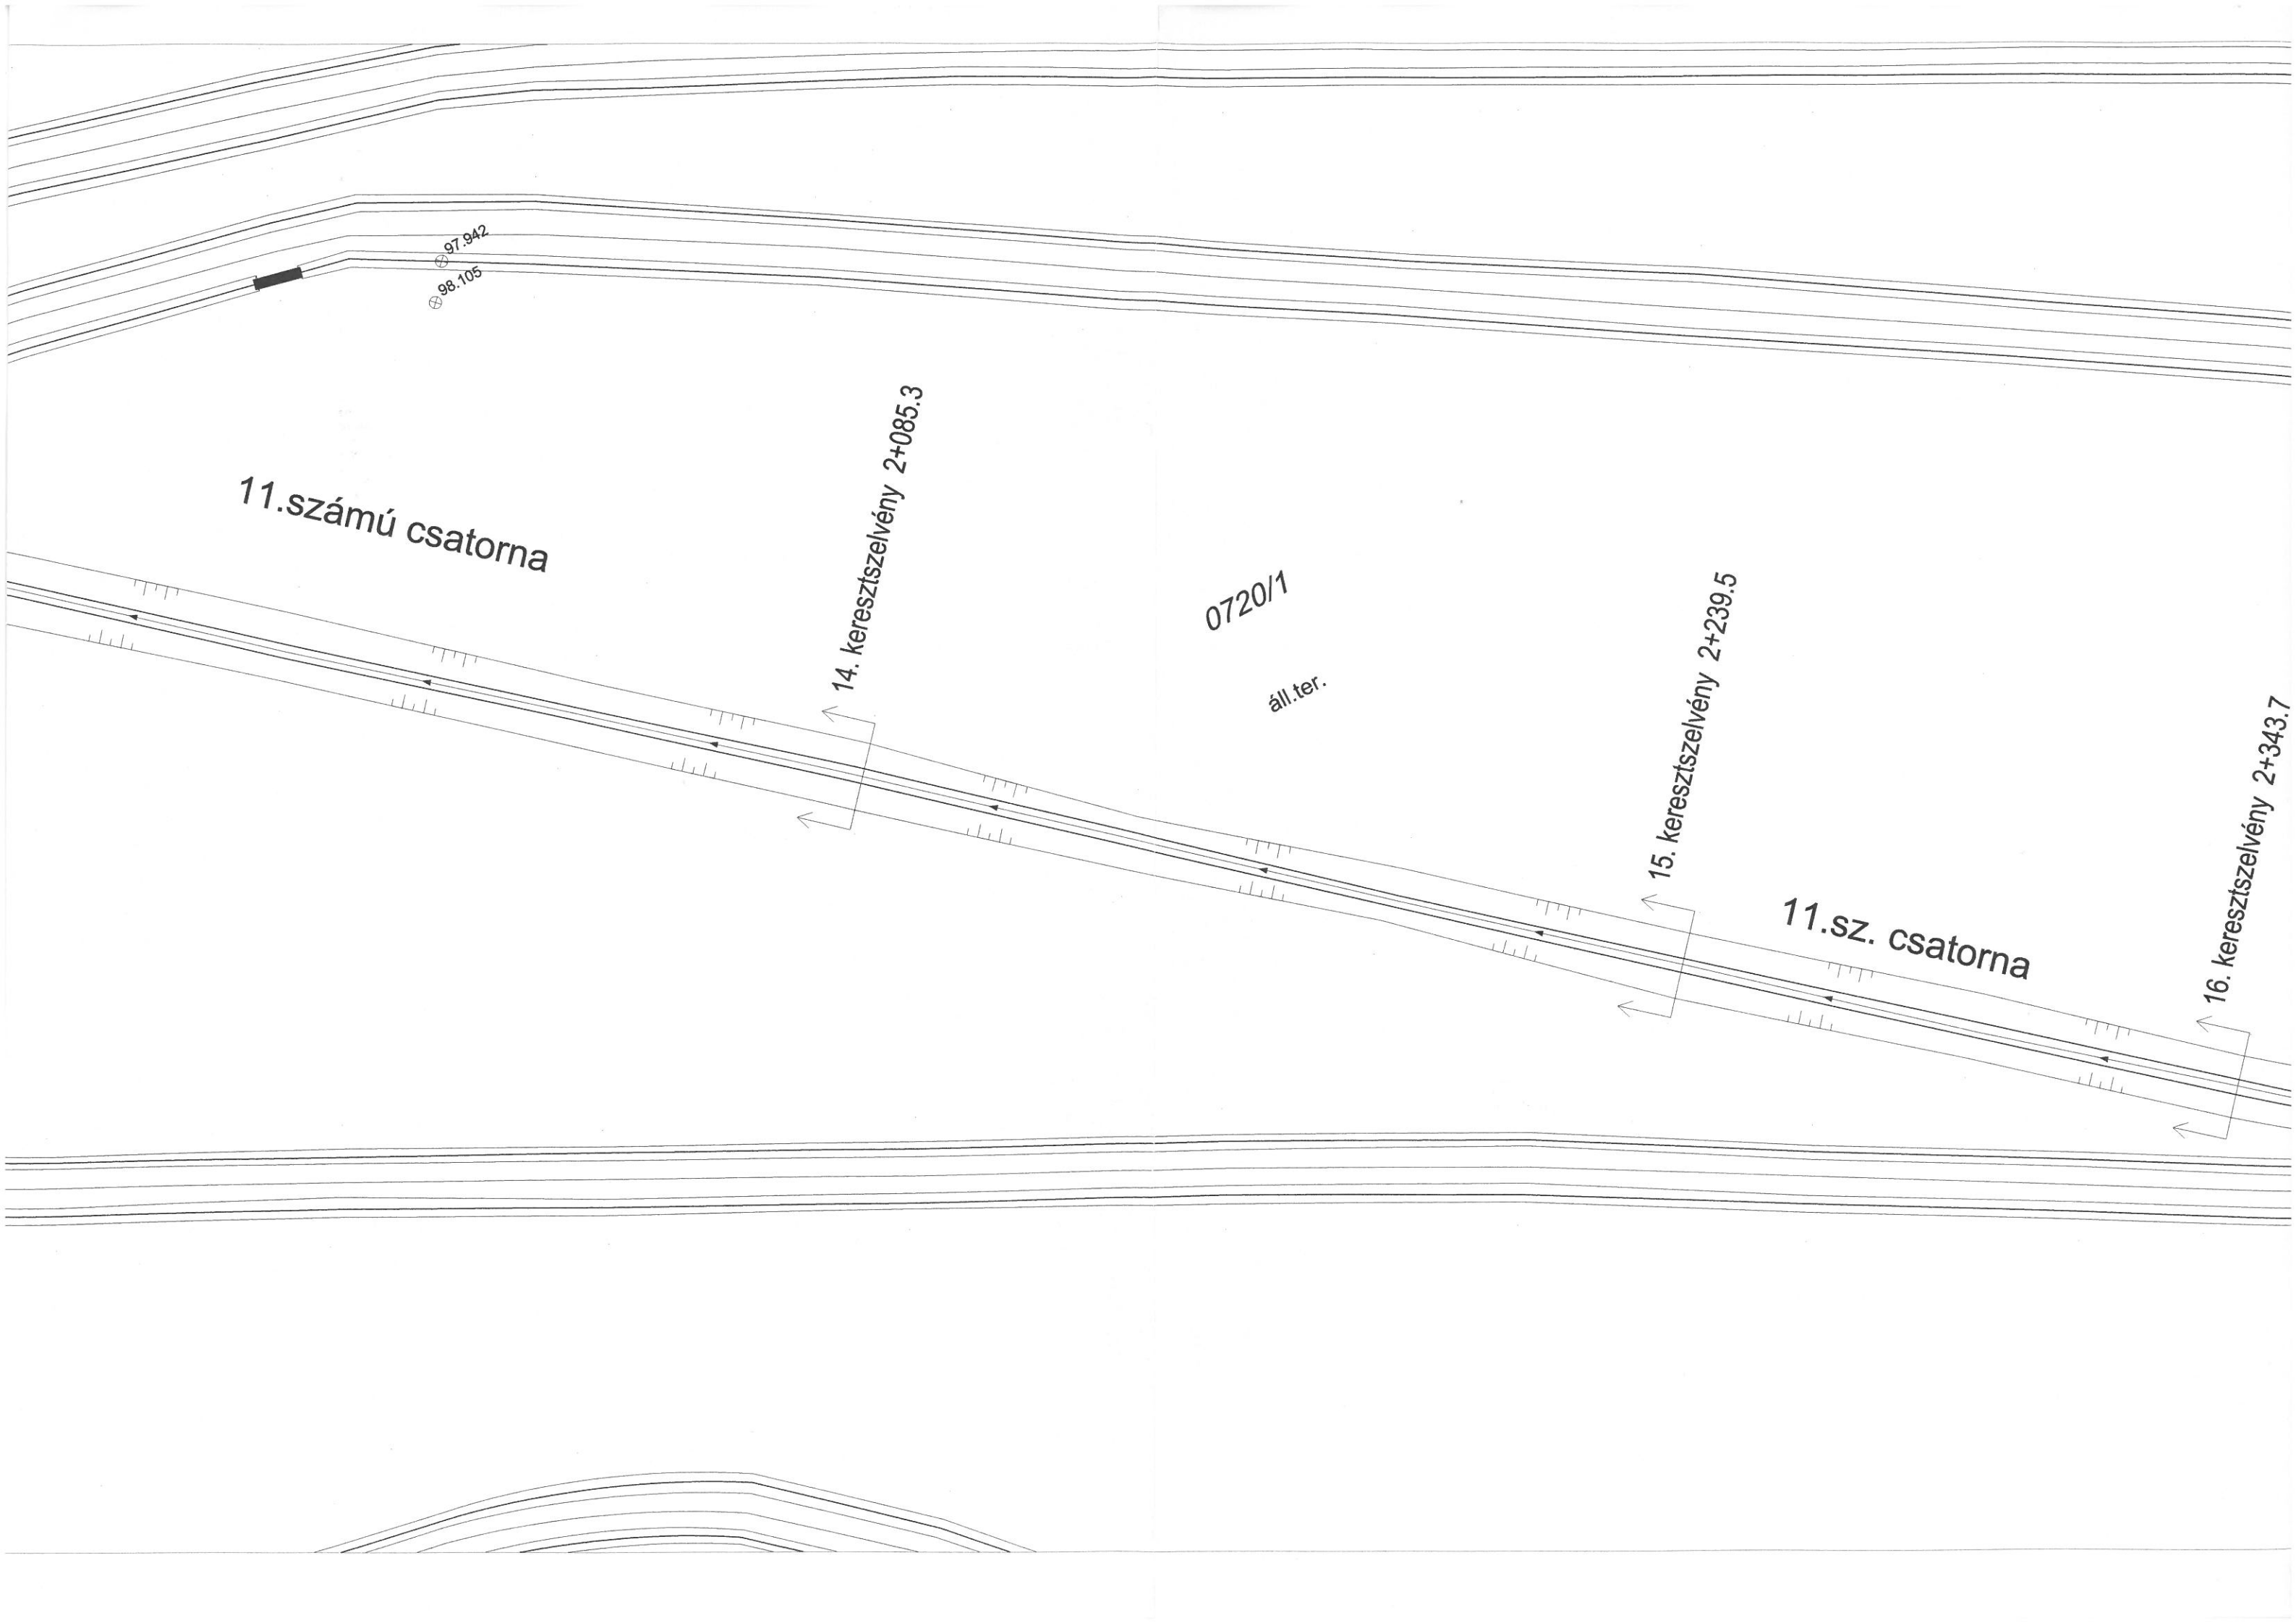 97.942
98.105
14. keresztszelvény 2+085.3
11.számú csatorna
0720/1
áll.ter.
15. keresztszelvény 2+239.5
11.sz. csatorna
16. keresztszelvény 2+343.7